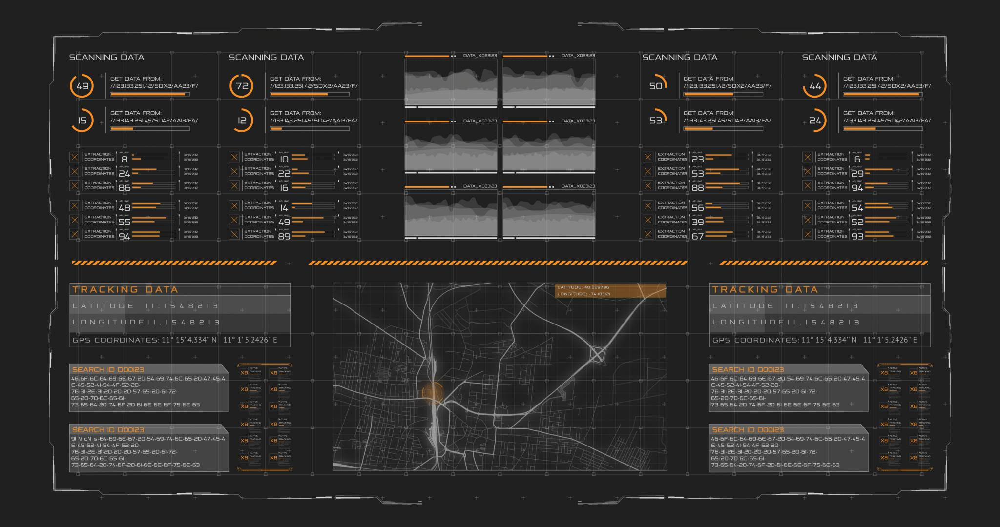 SCANNING DATA
49
GET DATA FROM:
//123.133.251.42/SDX2/AA23/F/
15
GET DATA FROM:
//133.143.251.45/SD42/AA13/FA/
EXTRACTION
COORDINATES
8
34'15'232
34'15'232
EXTRACTION
COORDINATES
24
34'15'232
34'15'232
EXTRACTION
COORDINATES
86
34'15'232
34'15'232
EXTRACTION
COORDINATES
48
34'15'232
34'15'232
EXTRACTION
COORDINATES
55
34'15'232
34'15'232
EXTRACTION
COORDINATES
94
34'15'232
34'15'232
SCANNING DATA
72
GET DATA FROM:
//123.133.251.42/SDX2/AA23/F/
12
GET DATA FROM:
//133.143.251.45/SD42/AA13/FA/
EXTRACTION
COORDINATES
10
34'15'232
34'15'232
EXTRACTION
COORDINATES
22
34'15'232
34'15'232
EXTRACTION
COORDINATES
16
34'15'232
34'15'232
EXTRACTION
COORDINATES
14
34'15'232
34'15'232
EXTRACTION
COORDINATES
49
34'15'232
34'15'232
EXTRACTION
COORDINATES
89
34'15'232
34'15'232
DATA_X023123
DATA_X023123
DATA_X023123
DATA_X023123
DATA_X023123
DATA_X023123
SCANNING DATA
50
GET DATA FROM:
//123.133.251.42/SDX2/AA23/F/
53
GET DATA FROM:
//133.143.251.45/SD42/AA13/FA/
EXTRACTION
COORDINATES
23
34'15'232
34'15'232
EXTRACTION
COORDINATES
53
34'15'232
34'15'232
EXTRACTION
COORDINATES
88
34'15'232
34'15'232
EXTRACTION
COORDINATES
56
34'15'232
34'15'232
EXTRACTION
COORDINATES
39
34'15'232
34'15'232
EXTRACTION
COORDINATES
67
34'15'232
34'15'232
SCANNING DATA
44
GET DATA FROM:
//123.133.251.42/SDX2/AA23/F/
24
GET DATA FROM:
//133.143.251.45/SD42/AA13/FA/
EXTRACTION
COORDINATES
6
34'15'232
34'15'232
EXTRACTION
COORDINATES
29
34'15'232
34'15'232
EXTRACTION
COORDINATES
94
34'15'232
34'15'232
EXTRACTION
COORDINATES
54
34'15'232
34'15'232
EXTRACTION
COORDINATES
52
34'15'232
34'15'232
EXTRACTION
COORDINATES
93
34'15'232
34'15'232
TRACKING DATA
LATITUDE 11.1548213
LONGITUDE11.1548213
GPS COORDINATES: 11° 15' 4.334'' N 11° 1' 5.2426'' E
SEARCH ID D00123
46-6F-6C-64-69-6E-67-20-54-69-74-6C-65-20-47-45-4
E-45-52-41-54-4F-52-20-
76-31-2E-31-20-20-20-57-65-20-61-72-
65-20-70-6C-65-61-
73-65-64-20-74-6F-20-61-6E-6E-6F-75-6E-63
SEARCH ID D00123
-64-69-6E-67-20-54-69-74-6C-65-20-47-45-4
E-45-52-41-54-4F-52-20-
76-31-2E-31-20-20-20-57-65-20-61-72-
65-20-70-6C-65-61-
73-65-64-20-74-6F-20-61-6E-6E-6F-75-6E-63
X8 ACTIVE TRACKING X8 ACTIVE TRACKING
X8 ACTIVE TRACKING X8 ACTIVE TRACKING
X8 ACTIVE TRACKING X8 ACTIVE TRACKING
X8 ACTIVE TRACKING X8 ACTIVE TRACKING
X8 ACTIVE TRACKING X8 ACTIVE TRACKING
X8 ACTIVE TRACKING X8 ACTIVE TRACKING
LATITUDE: 40.329796
LONGITUDE: -74.183121
TRACKING DATA
LATITUDE 11.1548213
LONGITUDE11.1548213
GPS COORDINATES: 11° 15' 4.334'' N 11° 1' 5.2426'' E
SEARCH ID D00123
46-6F-6C-64-69-6E-67-20-54-69-74-6C-65-20-47-45-4
E-45-52-41-54-4F-52-20-
76-31-2E-31-20-20-20-57-65-20-61-72-
65-20-70-6C-65-61-
73-65-64-20-74-6F-20-61-6E-6E-6F-75-6E-63
SEARCH ID D00123
46-6F-6C-64-69-6E-67-20-54-69-74-6C-65-20-47-45-4
E-45-52-41-54-4F-52-20-
76-31-2E-31-20-20-20-57-65-20-61-72-
65-20-70-6C-65-61-
73-65-64-20-74-6F-20-61-6E-6E-6F-75-6E-63
X8 ACTIVE TRACKING X8 ACTIVE TRACKING
X8 ACTIVE TRACKING X8 ACTIVE TRACKING
X8 ACTIVE TRACKING X8 ACTIVE TRACKING
X8 ACTIVE TRACKING X8 ACTIVE TRACKING
X8 ACTIVE TRACKING X8 ACTIVE TRACKING
X8 ACTIVE TRACKING X8 ACTIVE TRACKING